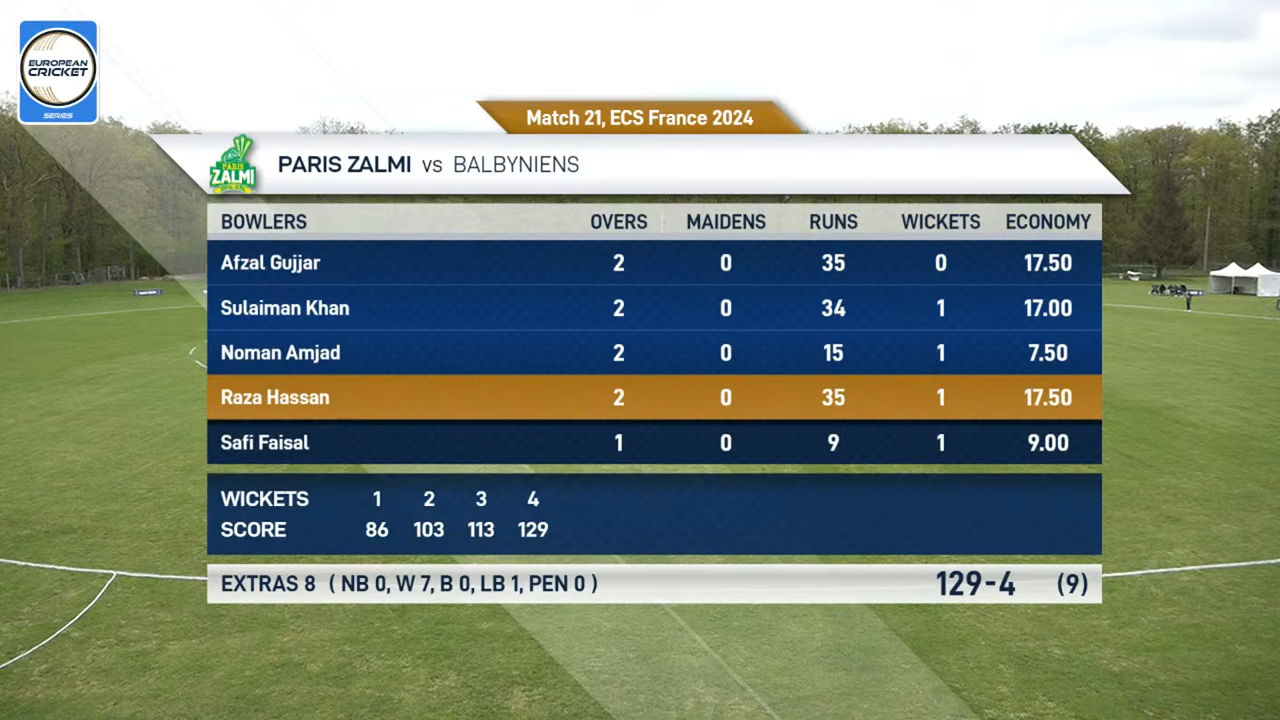 EUROPEAN
CRICKET
SERIES
Match 21, ECS France 2024
PARIS
ZALMI
PARIS ZALMI vs BALBYNIENS
BOWLERS OVERS MAIDENS RUNS WICKETS ECONOMY
Afzal Gujjar 2 0 35 0 17.50
Sulaiman Khan 2 0 34 1 17.00
Noman Amjad 2 0 15 1 7.50
Raza Hassan 2 0 35 1 17.50
Safi Faisal 1 0 9 1 9.00
WICKETS 1 2 3 4
SCORE 86 103 113 129
EXTRAS 8 ( NB 0, W 7, B 0, LB 1, PEN 0 ) 129-4 (9)